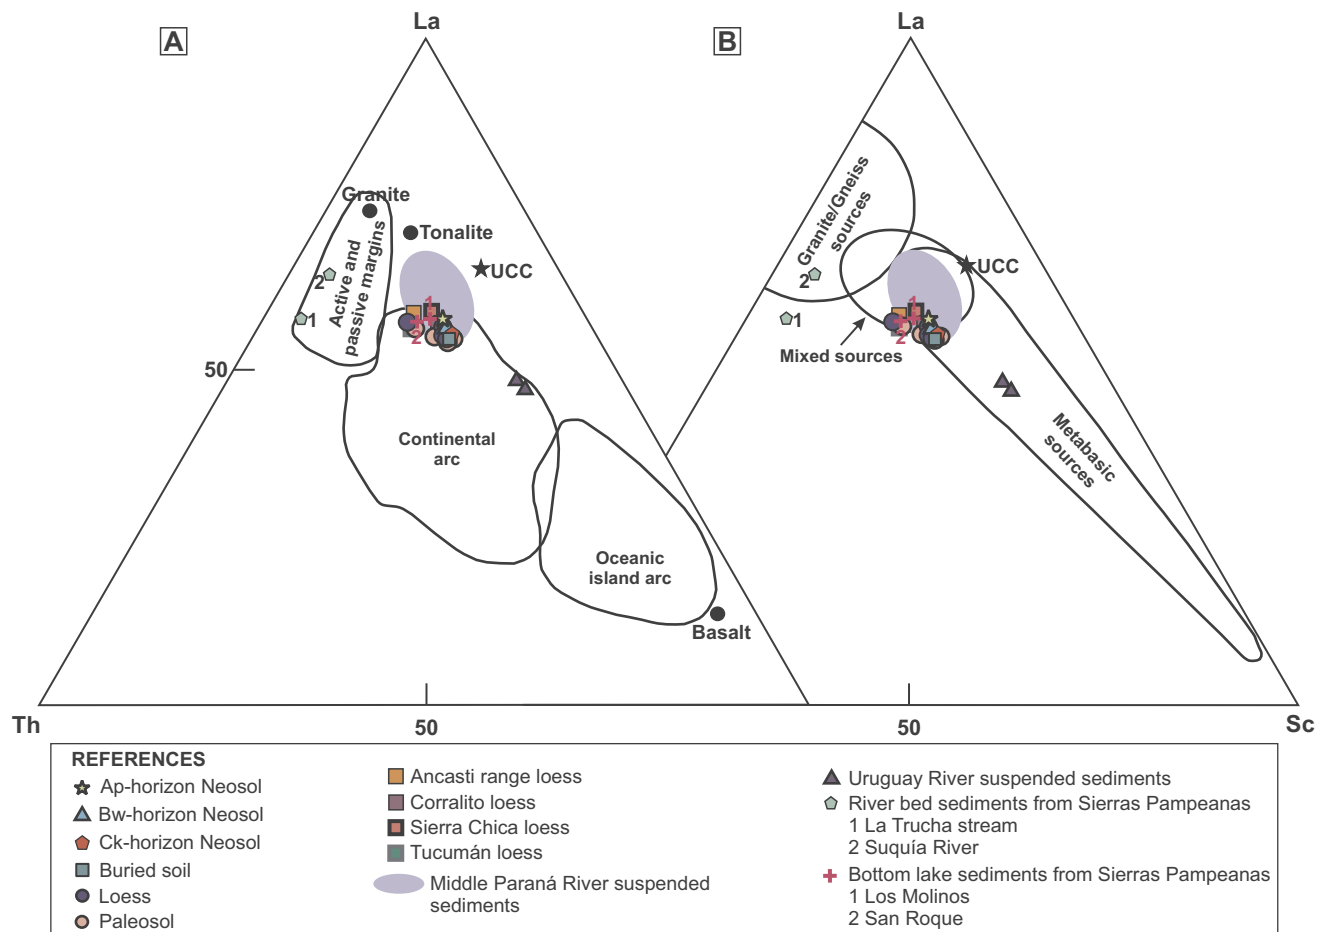 A
La
B
La
Granite
Tonalite
UCC
Active and
passive margins
2
1
1
2
50
Continental
arc
Oceanic
island arc
Basalt
Th
50
Granite/Gneiss
sources
2
1
UCC
1
2
Mixed sources
Metabasic
sources
50
Sc
REFERENCES
Ap-horizon Neosol
Bw-horizon Neosol
Ck-horizon Neosol
Buried soil
Loess
Paleosol
Ancasti range loess
Corralito loess
Sierra Chica loess
Tucumán loess
Middle Paraná River suspended
sediments
Uruguay River suspended sediments
River bed sediments from Sierras Pampeanas
1 La Trucha stream
2 Suquía River
Bottom lake sediments from Sierras Pampeanas
1 Los Molinos
2 San Roque